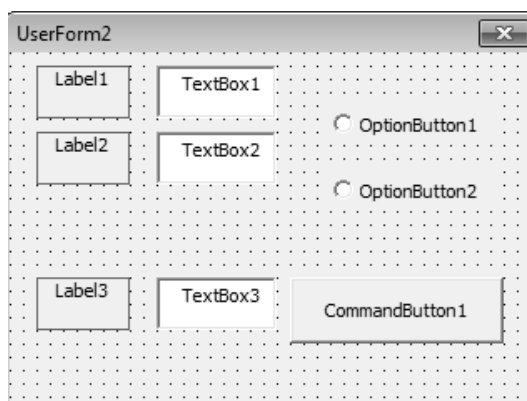 UserForm2
Label1
TextBox1
OptionButton1
Label2
TextBox2
OptionButton2
Label3
TextBox3
CommandButton1